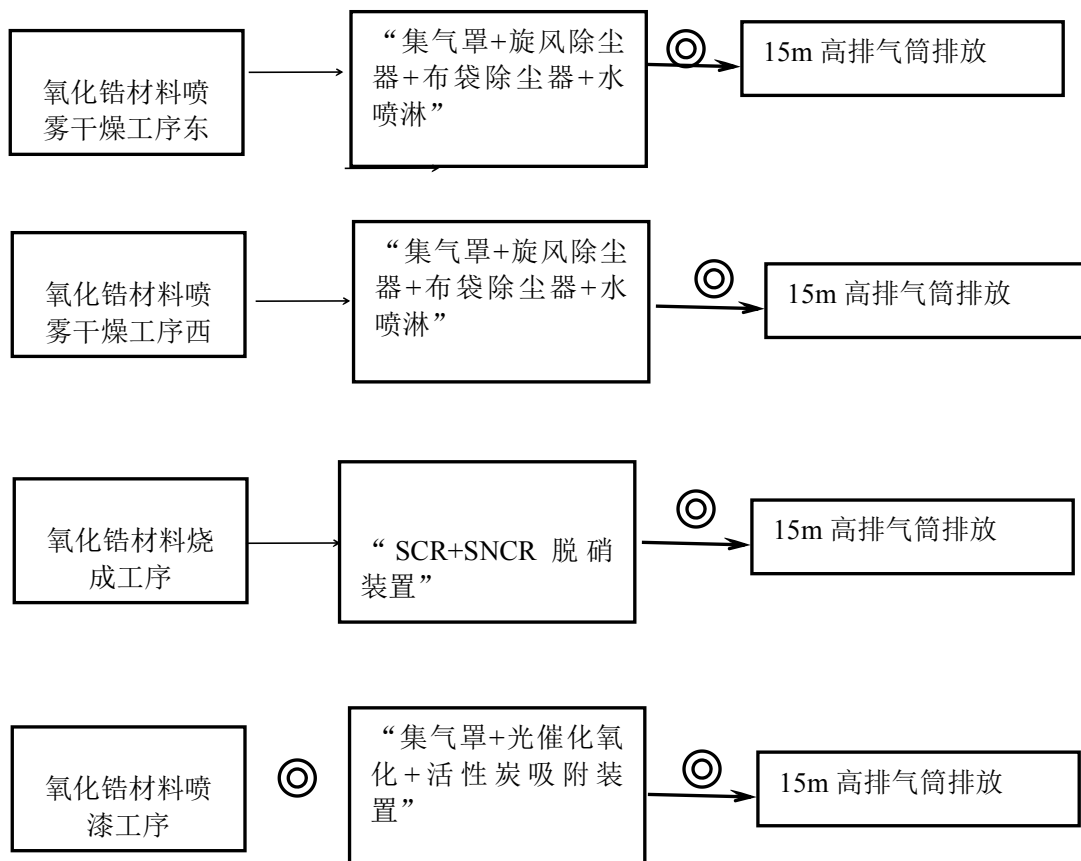 氧化锆材料喷
雾干燥工序东
“集气罩+旋风除尘
器+布袋除尘器+水
喷淋”
15m 高排气筒排放
氧化锆材料喷
雾干燥工序西
“集气罩+旋风除尘
器+布袋除尘器+水
喷淋”
15m 高排气筒排放
氧化锆材料烧
成工序
“SCR+SNCR 脱硝
装置”
15m 高排气筒排放
氧化锆材料喷
漆工序
“集气罩+光催化氧
化+活性炭吸附装
置”
15m 高排气筒排放